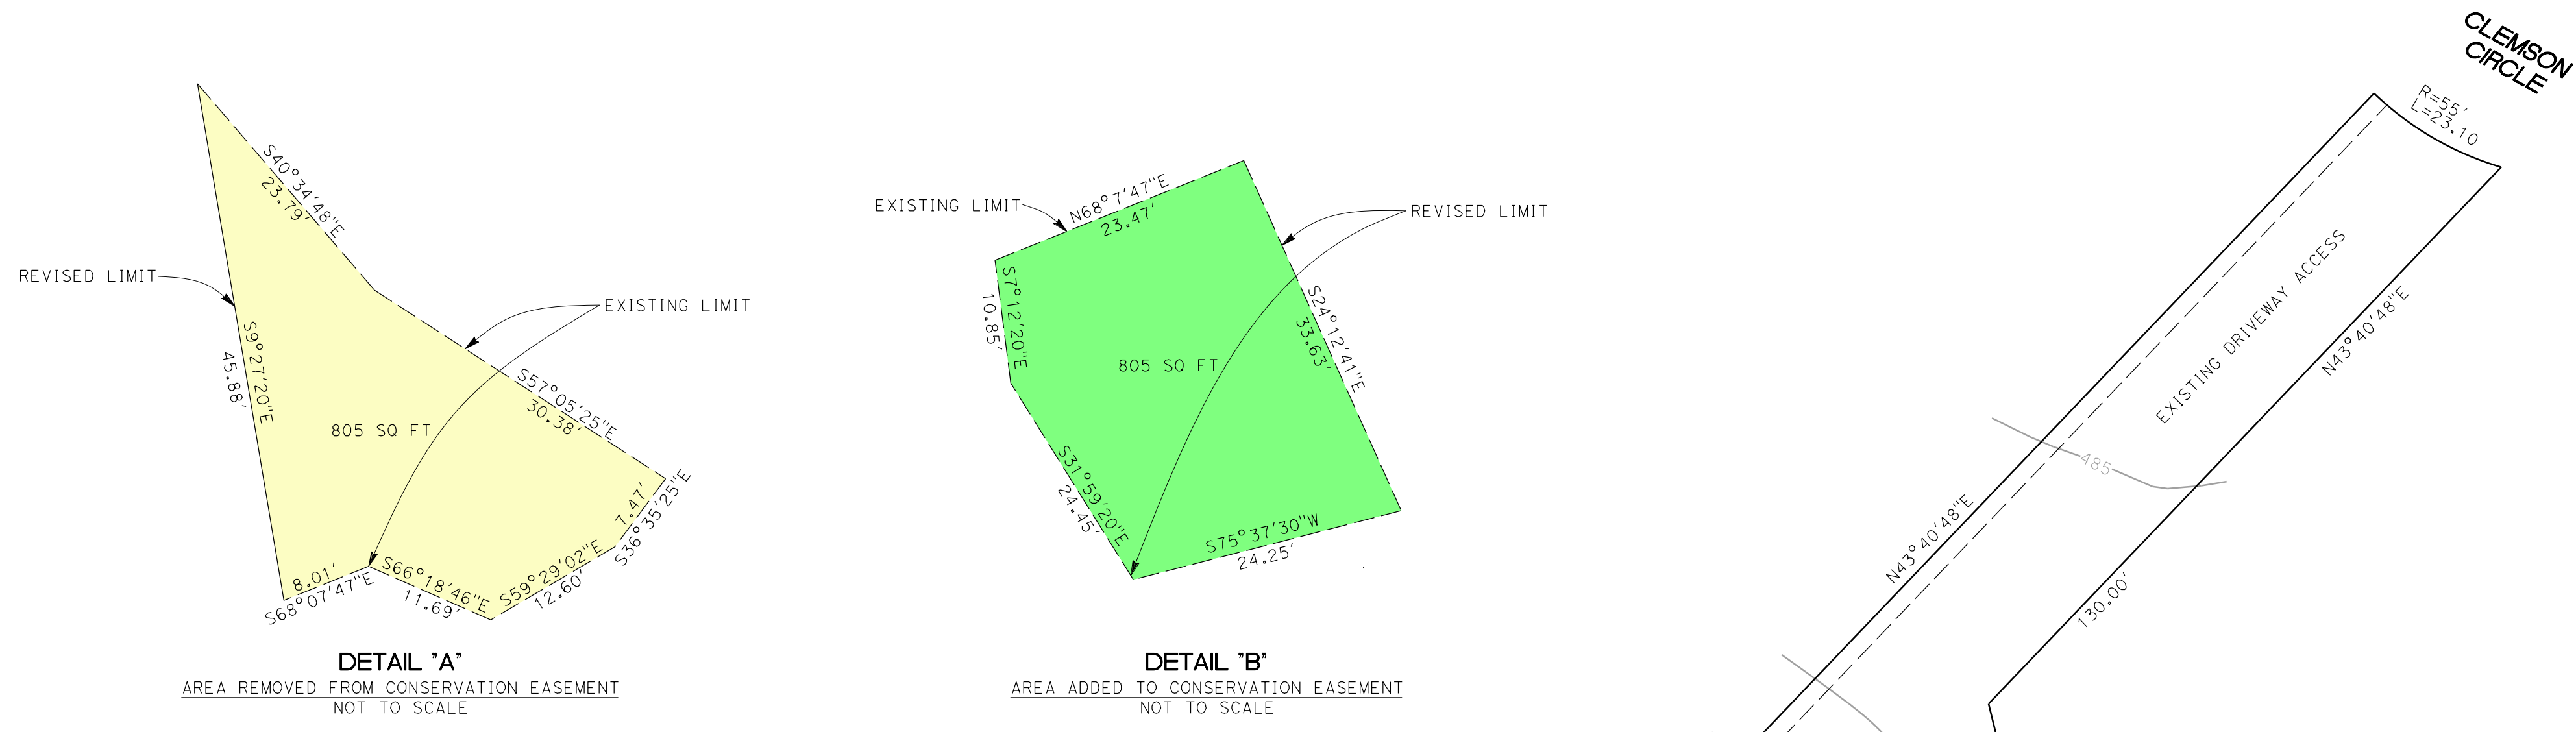 S40°34'48"E
23.79'
REVISED LIMIT
S9°27'20"E
45.88'
EXISTING LIMIT
S57°05'25"E
30.38'
805 SQ FT
7.47'
S36°35'25"E
8.01'
S68°07'47"E
S66°18'46"E
11.69'
S59°29'02"E
12.60'
DETAIL "A"
AREA REMOVED FROM CONSERVATION EASEMENT
NOT TO SCALE
EXISTING LIMIT
N68°7'47"E
23.47'
REVISED LIMIT
S7°12'20"E
10.85'
S24°12'41"E
33.63'
805 SQ FT
S31°59'20"E
24.45'
S75°37'30"W
24.25'
DETAIL "B"
AREA ADDED TO CONSERVATION EASEMENT
NOT TO SCALE
CLEMSON
CIRCLE
R=55'
L=23.10
EXISTING DRIVEWAY ACCESS
N43°40'48"E
485
N43°40'48"E
130.00'